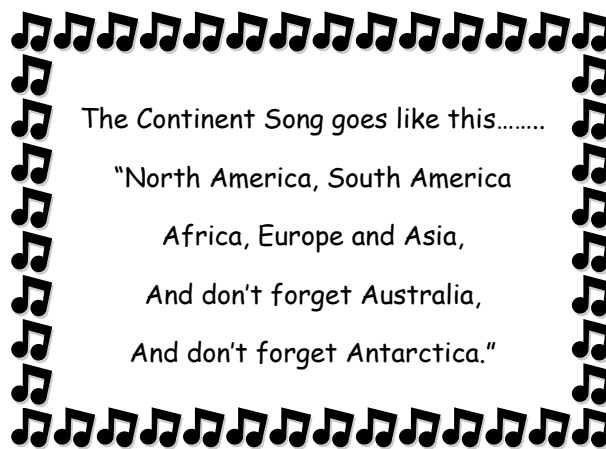 The Continent Song goes like this……..
“North America, South America
Africa, Europe and Asia,
And don’t forget Australia,
And don’t forget Antarctica.”